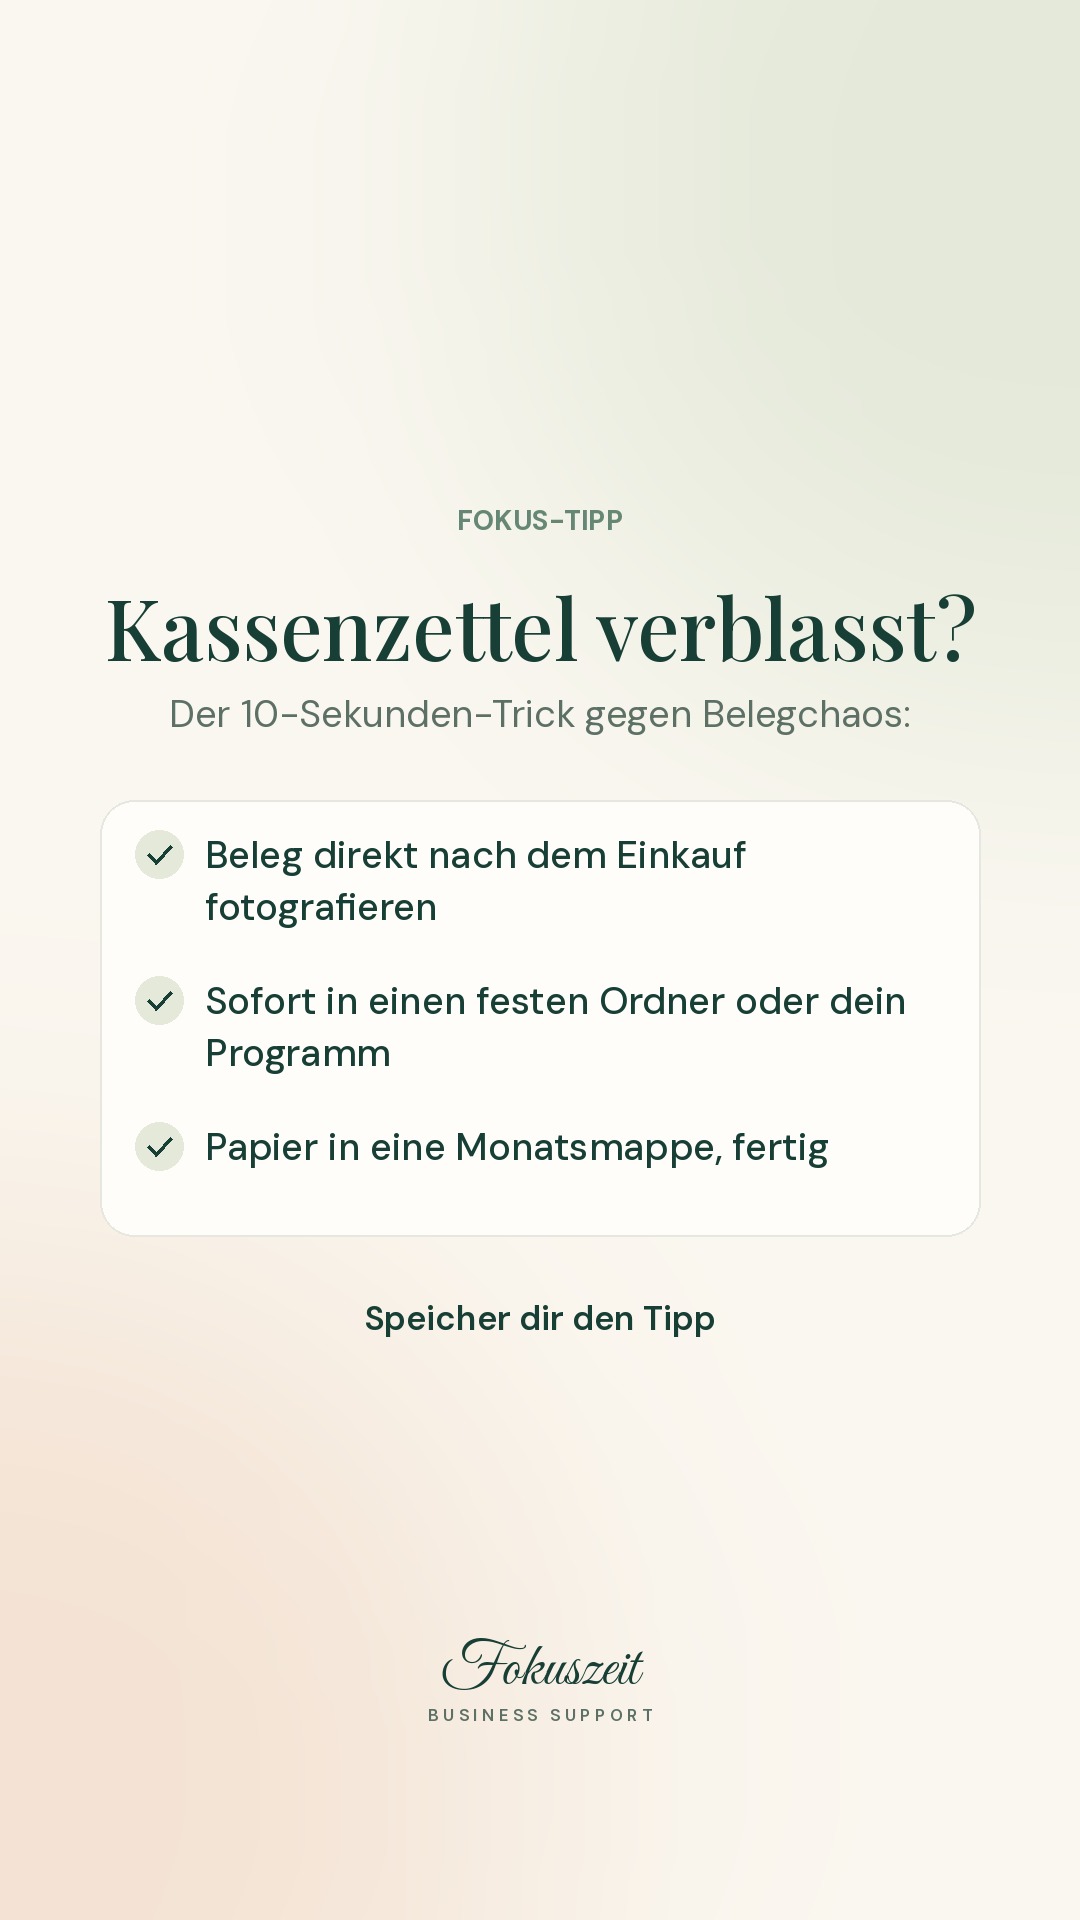 FOKUS-TIPP
Kassenzettel verblasst?
Der 10-Sekunden-Trick gegen Belegchaos:
Beleg direkt nach dem Einkauf
fotografieren
Sofort in einen festen Ordner oder dein
Programm
Papier in eine Monatsmappe, fertig
Speicher dir den Tipp
Fokuszeit
BUSINESS SUPPORT